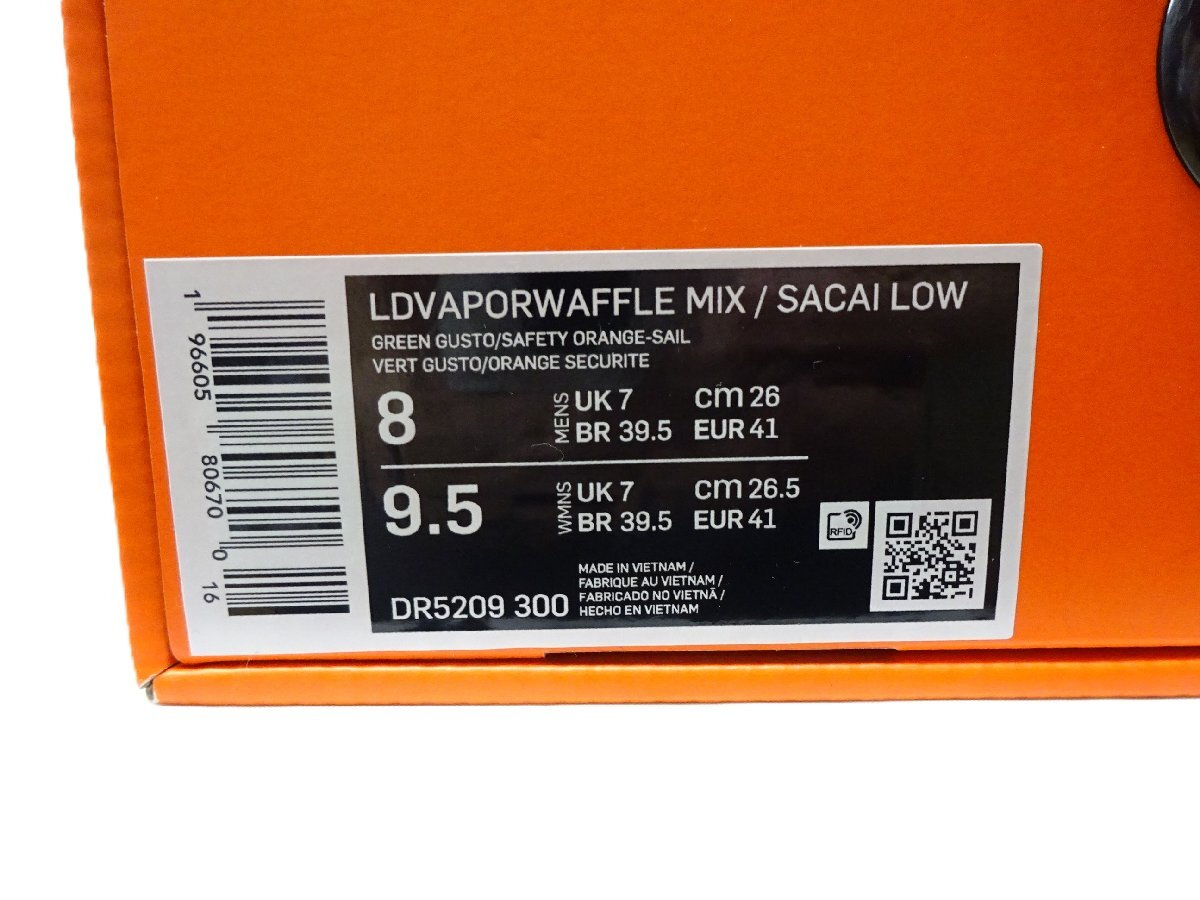 LDVAPORWAFFLE MIX / SACAI LOW
GREEN GUSTO/SAFETY ORANGE-SAIL
VERT GUSTO/ORANGE SECURITE
8
MENS
UK 7 cm 26
BR 39.5 EUR 41
9.5
WMNS
UK 7 cm 26.5
BR 39.5 EUR 41
RFID
MADE IN VIETNAM /
FABRIQUE AU VIETNAM /
FABRICADO NO VIETNÃ /
HECHO EN VIETNAM
DR5209 300
1 96605 80670 0 16